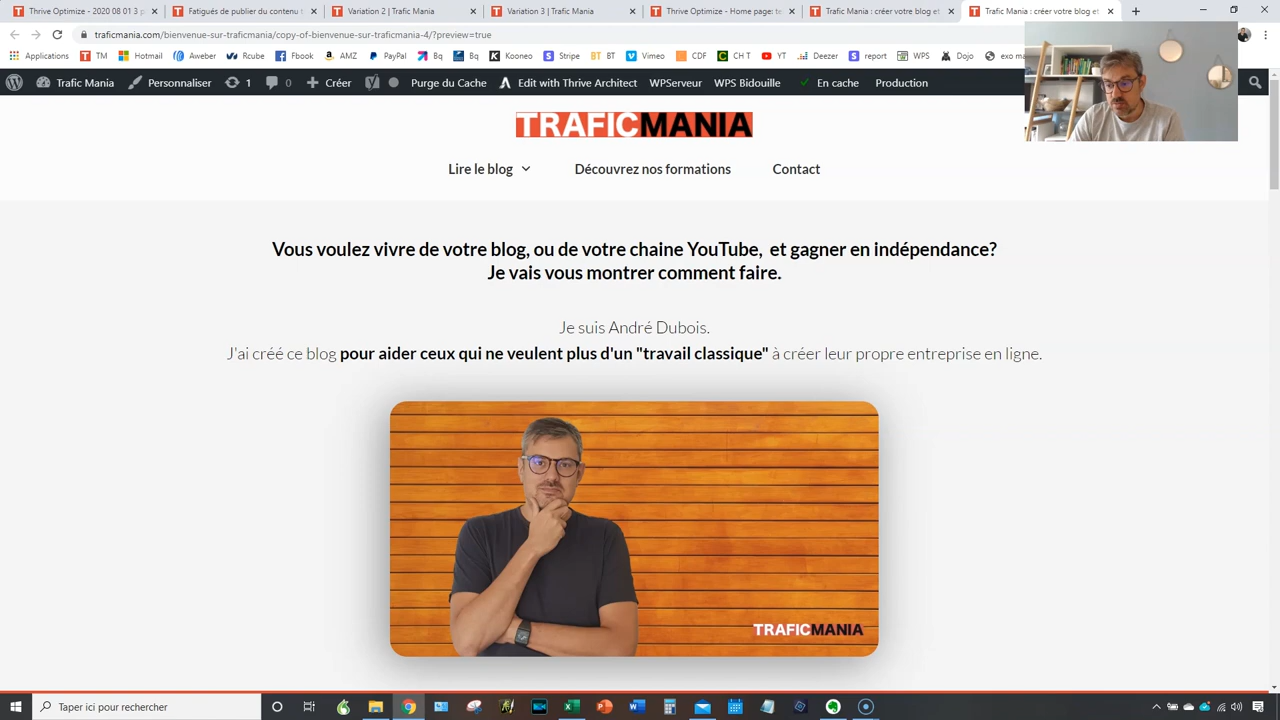 Thrive Optimize - 2020 08 01 3 p
Fatigués de publier du contenu t
Variation 2 | Trafic Mania
Variation 3 | Trafic Mania
Thrive Optimize - Home page: te
Trafic Mania : créer votre blog et
Trafic Mania : créer votre blog et
traficmania.com/bienvenue-sur-traficmania/copy-of-bienvenue-sur-traficmania-4/?preview=true
Applications TM Hotmail Aweber Rcube Fbook AMZ PayPal Bq Bq Kooneo Stripe BT Vimeo CDF CH T YT Deezer report WPS Dojo exo ma
Trafic Mania Personnaliser 1 0 Créer Purge du Cache Edit with Thrive Architect WPServeur WPS Bidouille En cache Production
TRAFICMANIA
Lire le blog Découvrez nos formations Contact
Vous voulez vivre de votre blog, ou de votre chaine YouTube, et gagner en indépendance?
Je vais vous montrer comment faire.
Je suis André Dubois.
J'ai créé ce blog pour aider ceux qui ne veulent plus d'un "travail classique" à créer leur propre entreprise en ligne.
TRAFICMANIA
Taper ici pour rechercher